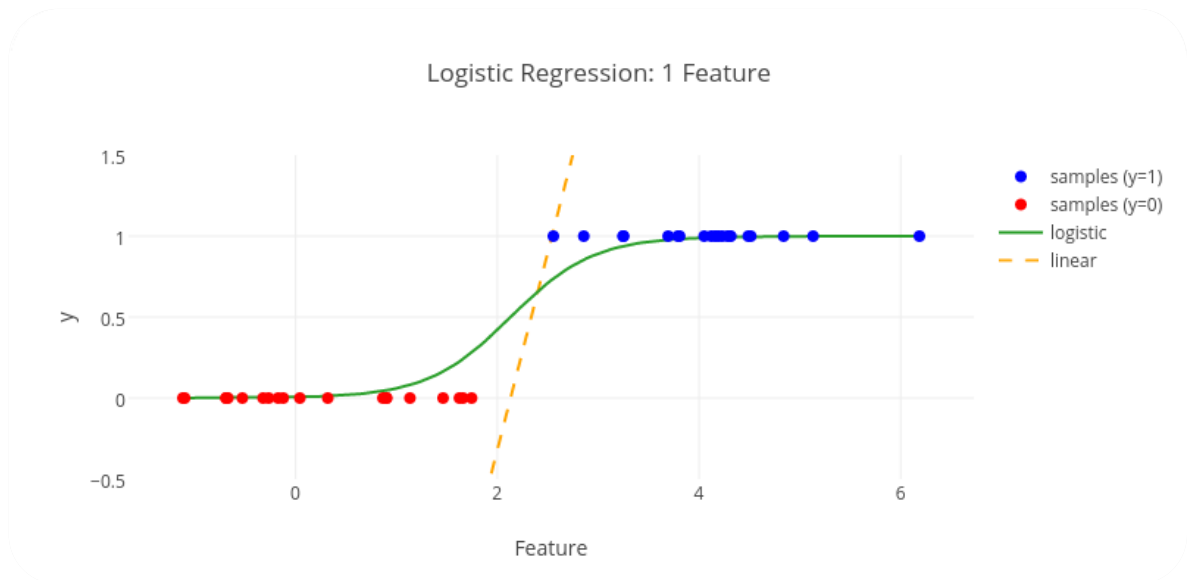 Logistic Regression: 1 Feature
1.5
1
0.5
0
−0.5
y
0 2 4 6
Feature
samples (y=1)
samples (y=0)
logistic
linear